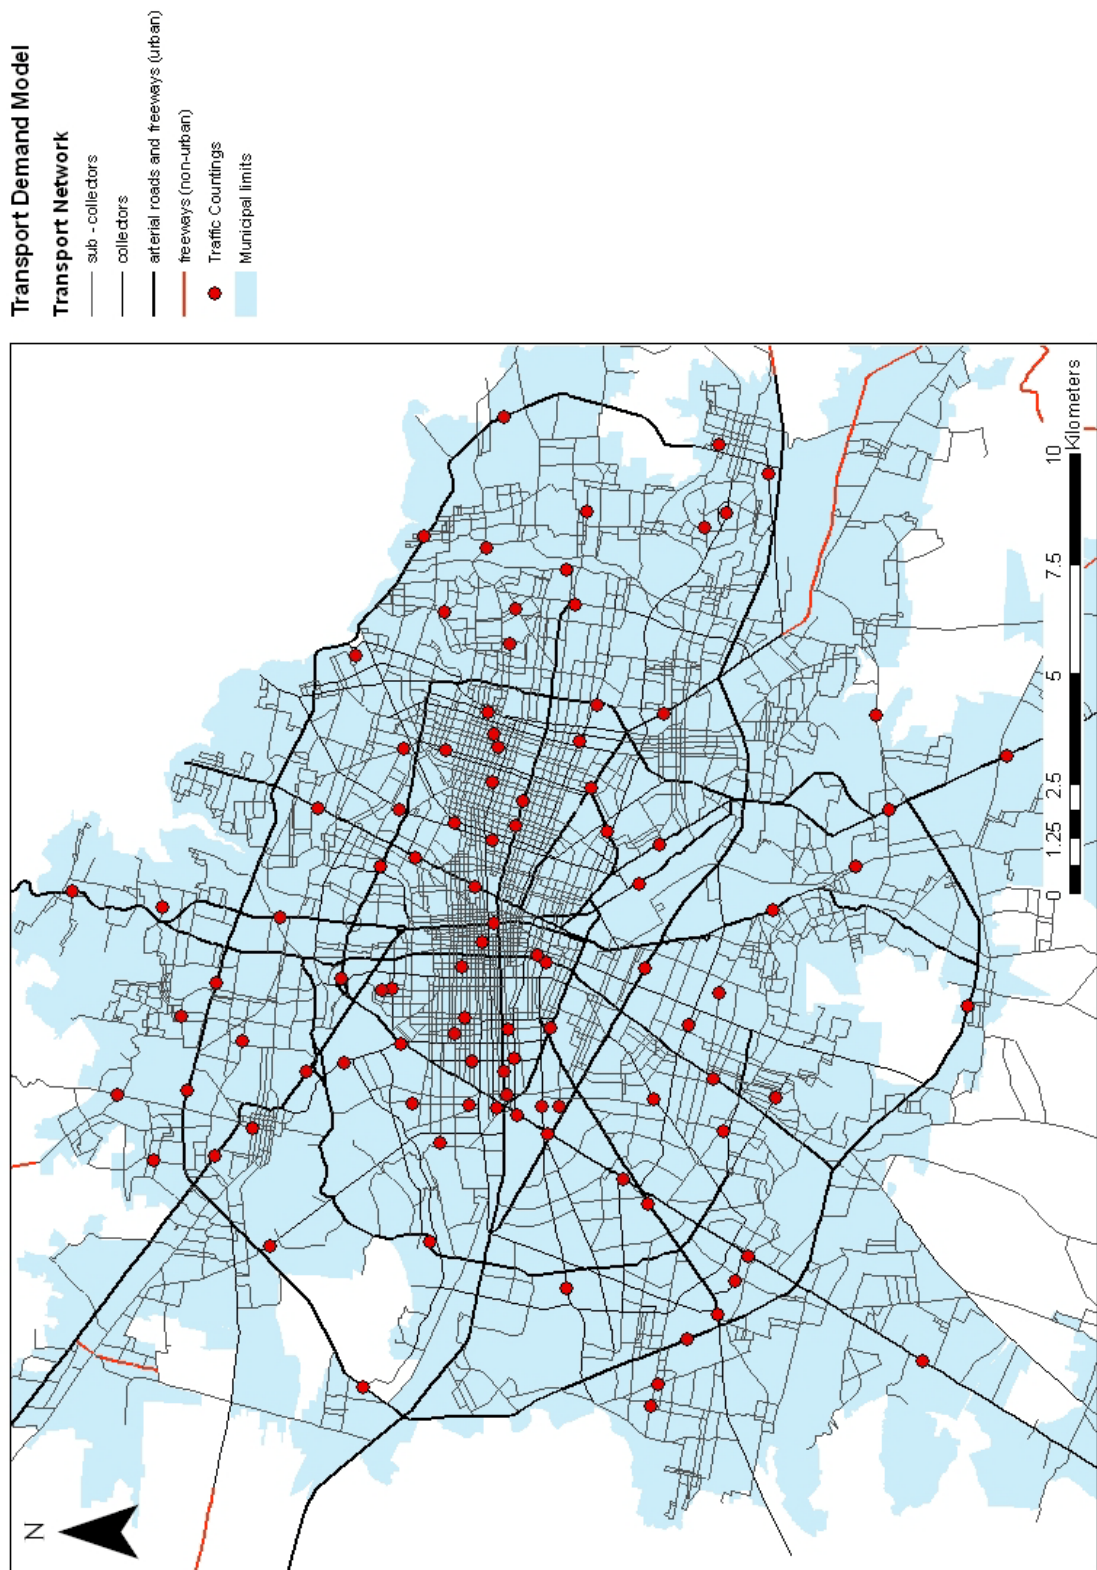 Transport Demand Model
Transport Network
sub - collectors
collectors
arterial roads and freeways (urban)
freeways (non-urban)
Traffic Countings
Municipal limits
N
0 1.25 2.5 5 7.5 10
Kilometers